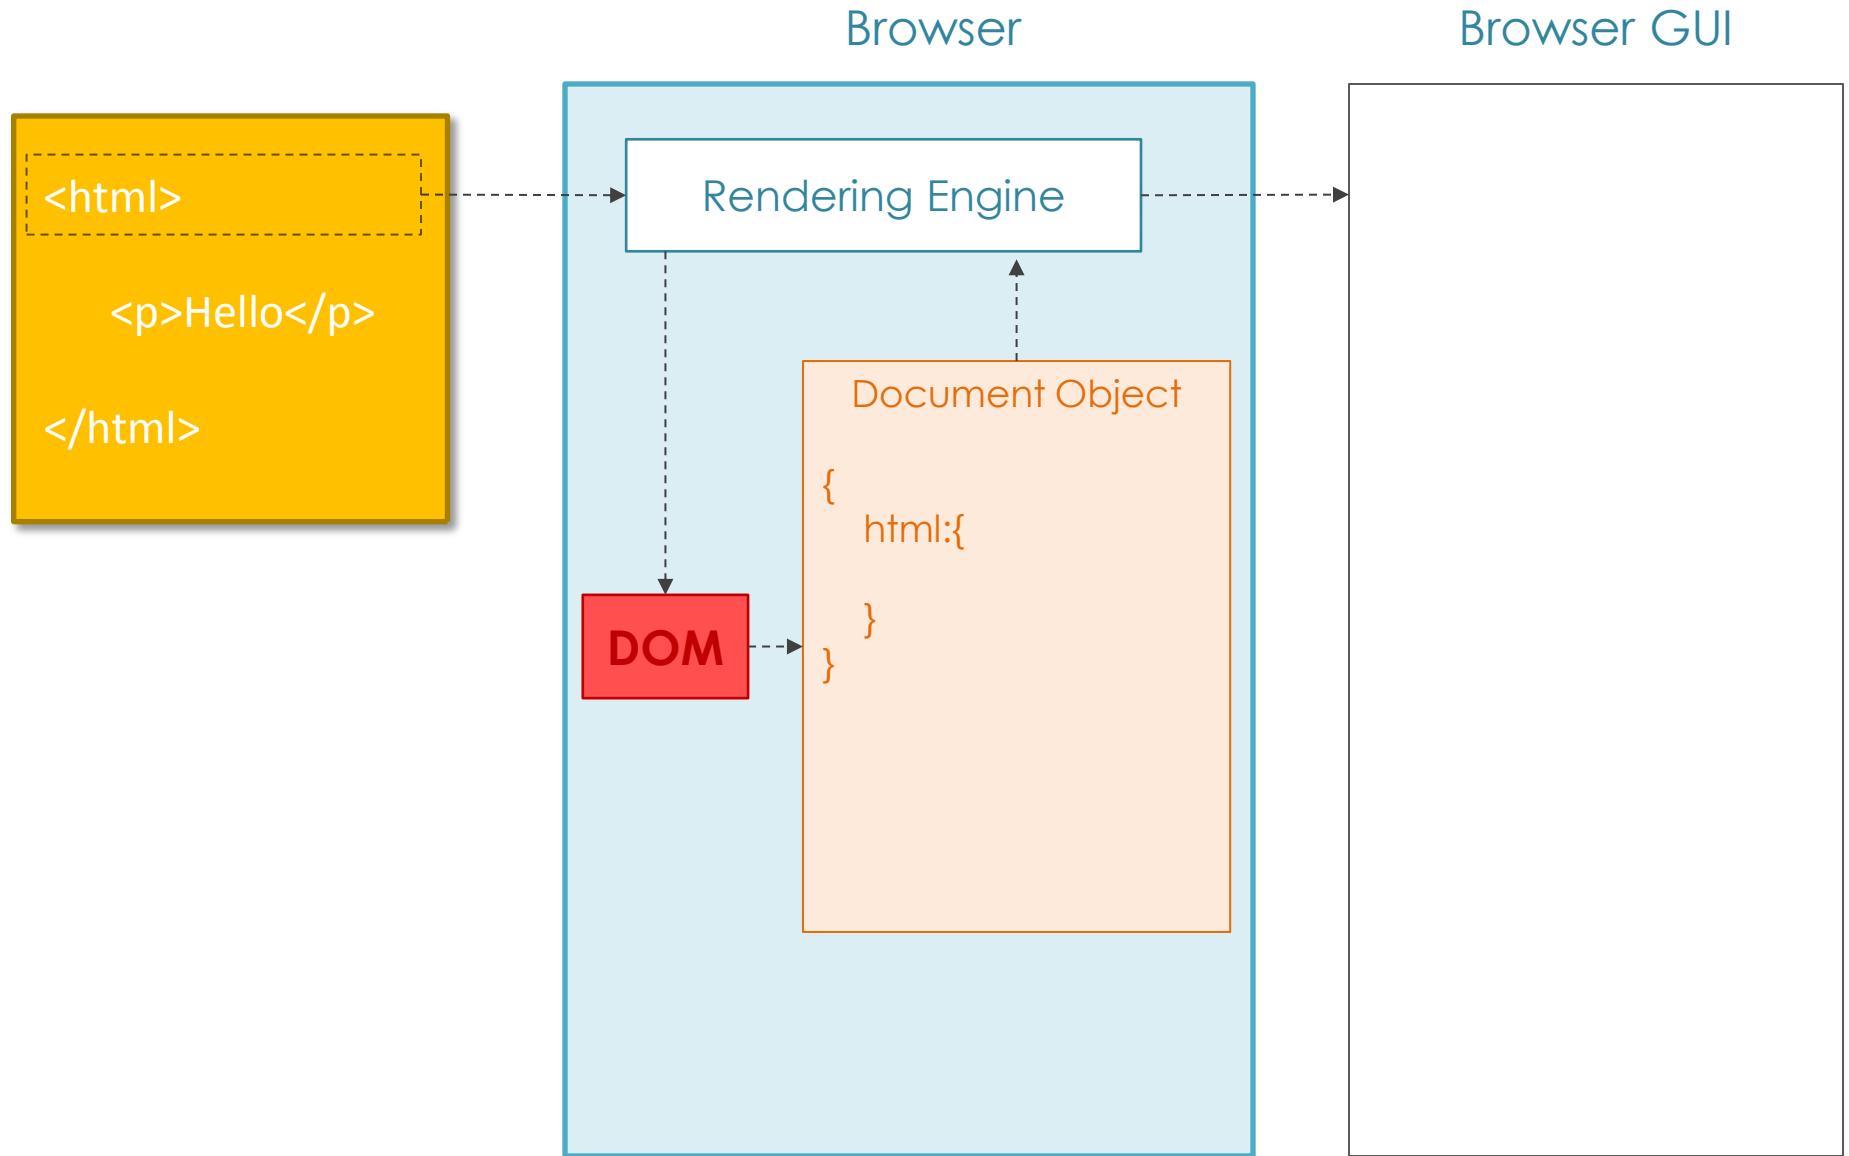 Browser
Browser GUI
<html>
<p>Hello</p>
</html>
Rendering Engine
DOM
Document Object
{
html:{
}
}